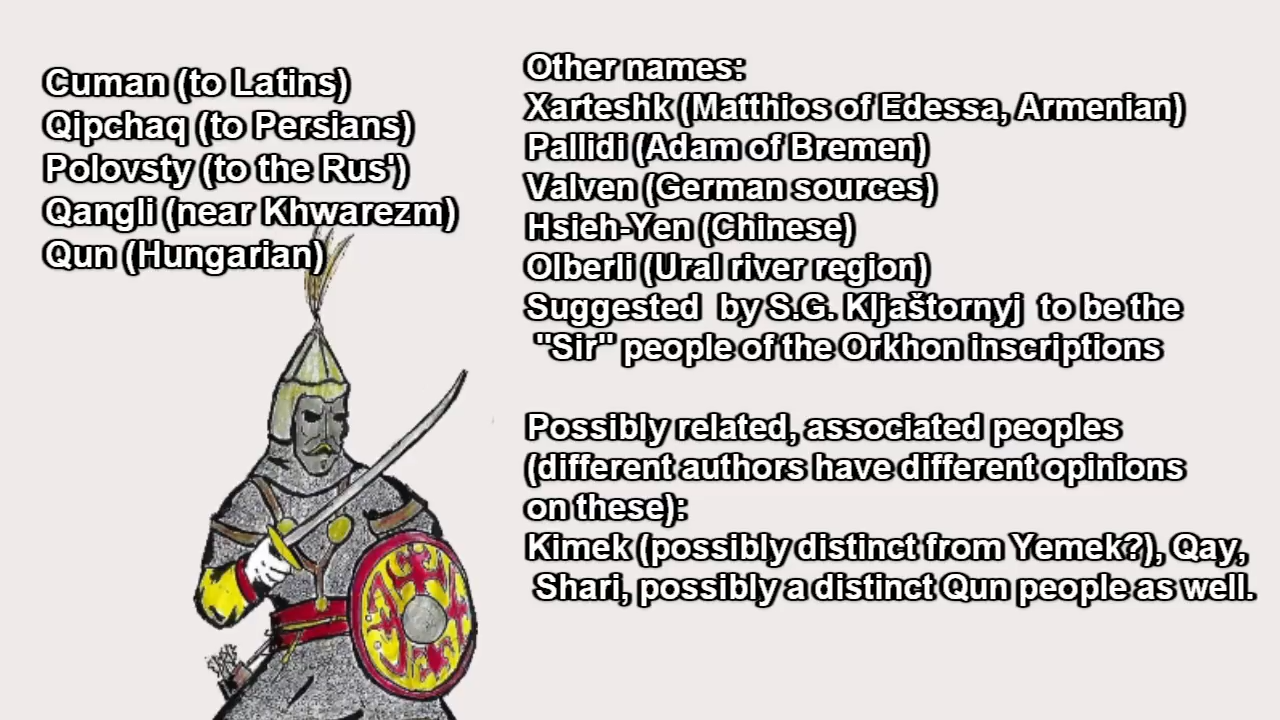 Cuman (to Latins)
Qipchaq (to Persians)
Polovsty (to the Rus')
Qangli (near Khwarezm)
Qun (Hungarian)
Other names:
Xarteshk (Matthios of Edessa, Armenian)
Pallidi (Adam of Bremen)
Valven (German sources)
Hsieh-Yen (Chinese)
Olberli (Ural river region)
Suggested by S.G. Kljaštornyj to be the
"Sir" people of the Orkhon inscriptions
Possibly related, associated peoples
(different authors have different opinions
on these):
Kimek (possibly distinct from Yemek?), Qay,
Shari, possibly a distinct Qun people as well.